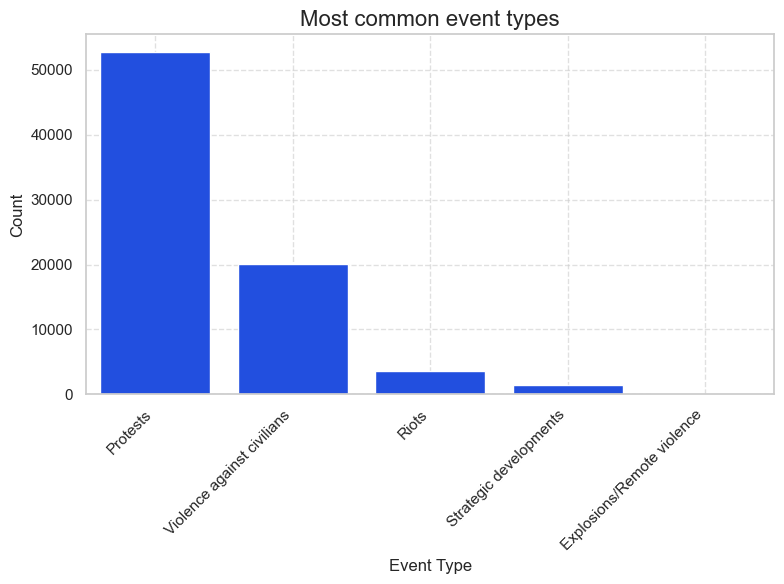 Most common event types
50000
40000
30000
20000
10000
0
Count
Protests
Violence against civilians
Riots
Strategic developments
Explosions/Remote violence
Event Type